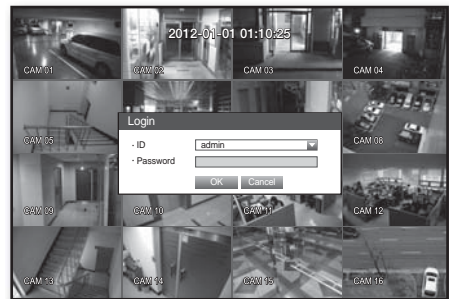 2012-01-01 01:10:25
CAM 01
CAM 02
CAM 03
CAM 04
Login
CAM 05
· ID
admin
CAM 08
· Password
OK
Cancel
CAM 09
CAM 10
CAM 11
CAM 12
CAM 13
CAM 14
CAM 15
CAM 16